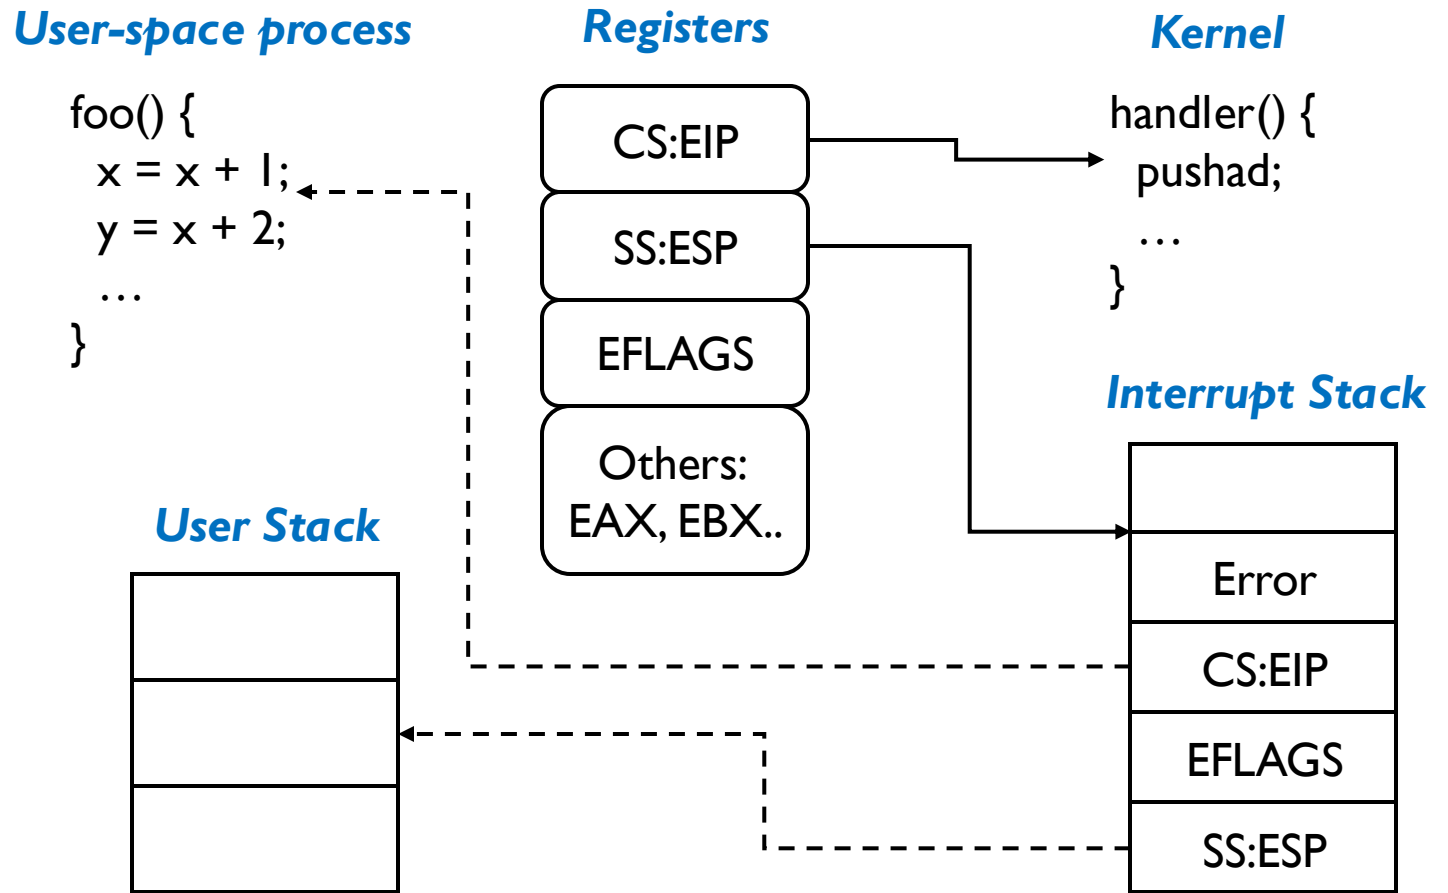 User-space process
foo() {
x = x + 1;
y = x + 2;
…
}
User Stack
Registers
CS:EIP
SS:ESP
EFLAGS
Others:
EAX, EBX..
Kernel
handler() {
pushad;
…
}
Interrupt Stack
Error
CS:EIP
EFLAGS
SS:ESP